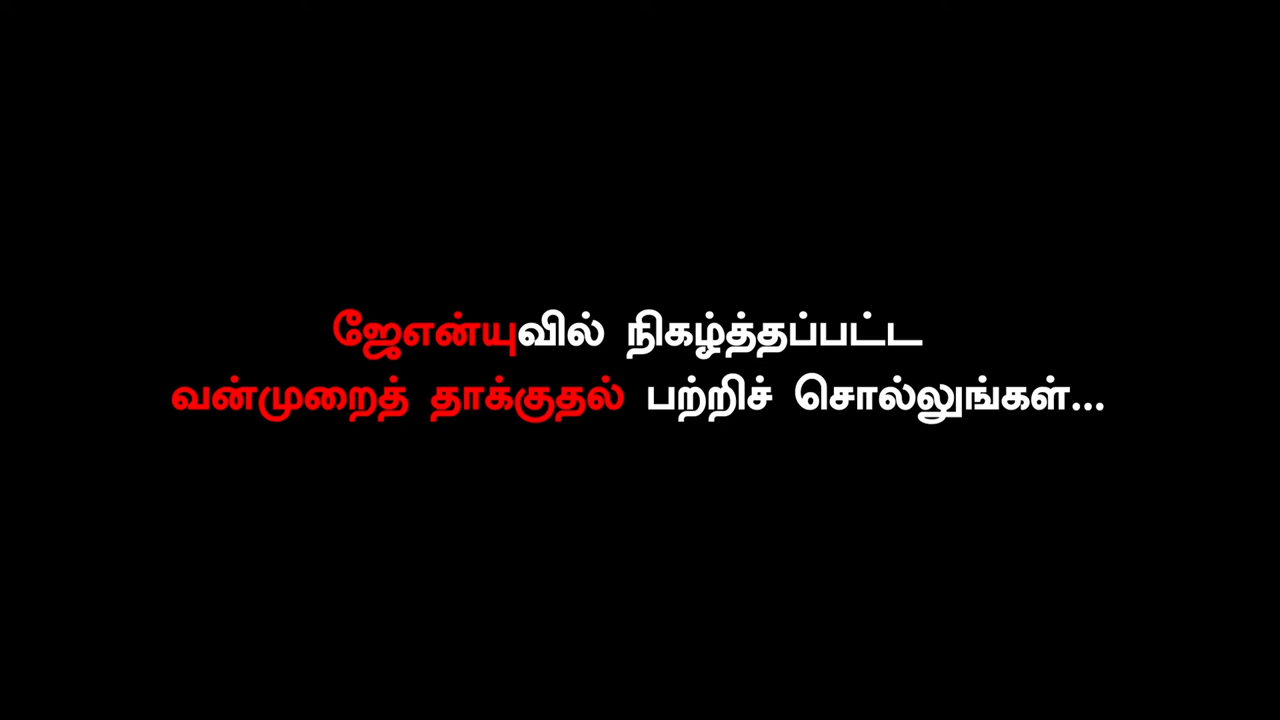 ஜேஎன்யுவில் நிகழ்த்தப்பட்ட
வன்முறைத் தாக்குதல் பற்றிச் சொல்லுங்கள்...